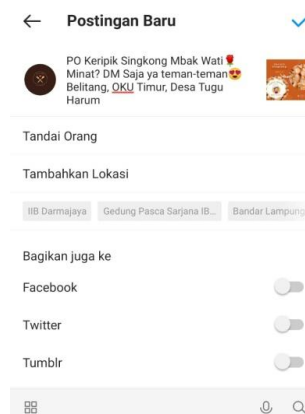 Postingan Baru
PO Keripik Singkong Mbak Wati🌹
Minat? DM Saja ya teman-teman😍
Belitang, OKU Timur, Desa Tugu
Harum
Tandai Orang
Tambahkan Lokasi
IIB Darmajaya Gedung Pasca Sarjana IB... Bandar Lampung
Bagikan juga ke
Facebook
Twitter
Tumblr